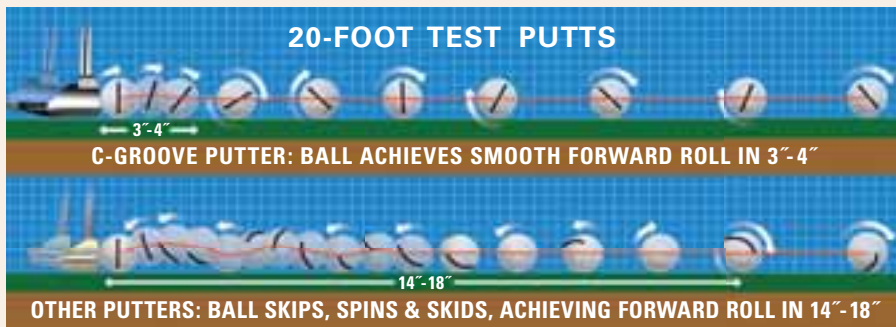 20-FOOT TEST PUTTS
3˝-4˝
C-GROOVE PUTTER: BALL ACHIEVES SMOOTH FORWARD ROLL IN 3˝-4˝
14˝-18˝
OTHER PUTTERS: BALL SKIPS, SPINS & SKIDS, ACHIEVING FORWARD ROLL IN 14˝-18˝